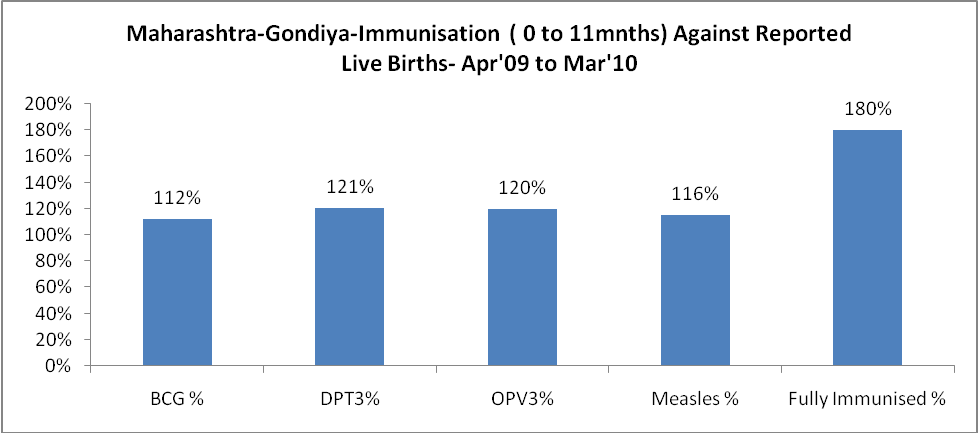 Maharashtra-Gondiya-Immunisation ( 0 to 11mnths) Against Reported
Live Births- Apr'09 to Mar'10
200%
180%
160%
140%
120%
100%
80%
60%
40%
20%
0%
112%
121%
120%
116%
180%
BCG %
DPT3%
OPV3%
Measles %
Fully Immunised %